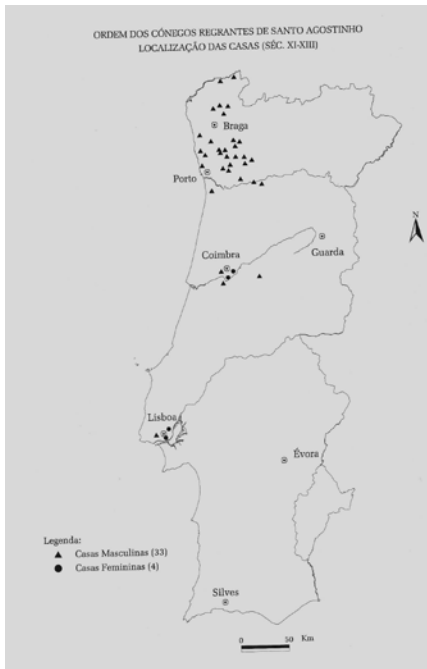 ORDEM DOS CÓNEGOS REGRANTES DE SANTO AGOSTINHO
LOCALIZAÇÃO DAS CASAS (SÉC. XI-XIII)
Braga
Porto
N
Guarda
Coimbra
Lisboa
Évora
Legenda:
Casas Masculinas (33)
Casas Femininas (4)
Silves
0 50 Km